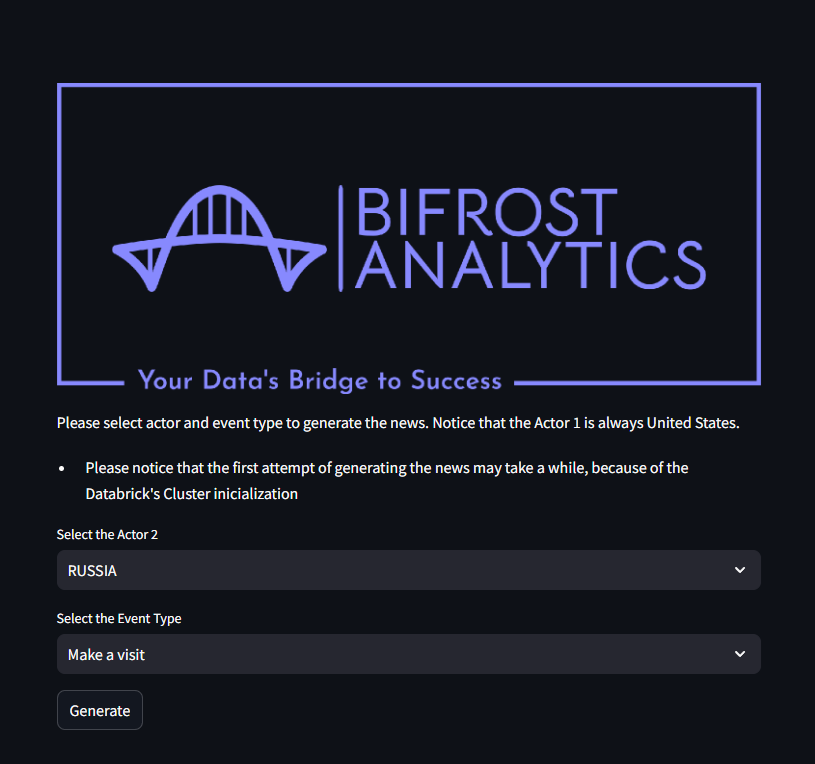 BIFROST
ANALYTICS
Your Data's Bridge to Success
Please select actor and event type to generate the news. Notice that the Actor 1 is always United States.
Please notice that the first attempt of generating the news may take a while, because of the
Databrick's Cluster inicialization
Select the Actor 2
RUSSIA
Select the Event Type
Make a visit
Generate